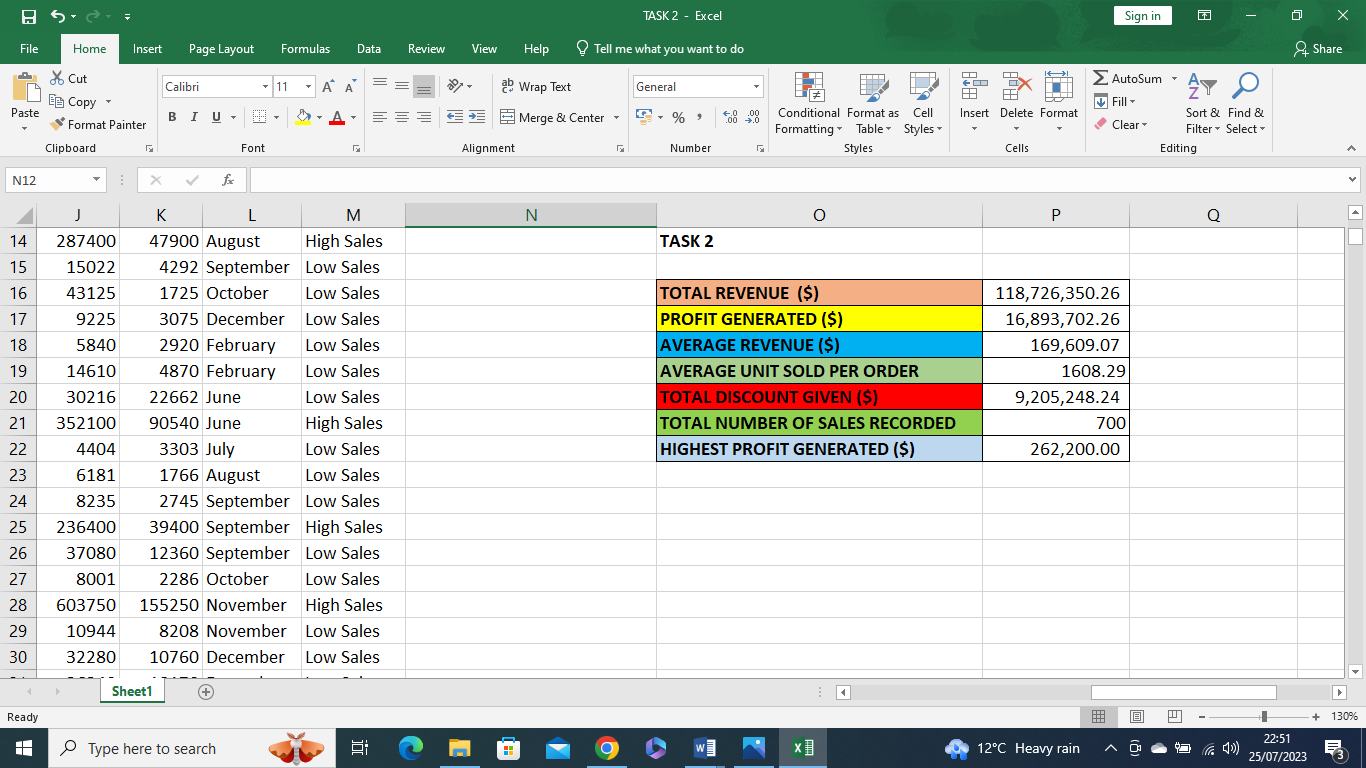 TASK 2 - Excel
Sign in
File Home Insert Page Layout Formulas Data Review View Help Tell me what you want to do Share
Paste
Cut
Copy
Format Painter
Clipboard
Calibri 11
B I U
Font
Wrap Text
Merge & Center
Alignment
General
Number
Conditional Formatting
Format as Table
Cell Styles
Styles
Insert Delete Format
Cells
AutoSum
Fill
Clear
Sort & Filter
Find & Select
Editing
N12 fx
J K L M N O P Q
14 287400 47900 August High Sales TASK 2
15 15022 4292 September Low Sales
16 43125 1725 October Low Sales TOTAL REVENUE ($) 118,726,350.26
17 9225 3075 December Low Sales PROFIT GENERATED ($) 16,893,702.26
18 5840 2920 February Low Sales AVERAGE REVENUE ($) 169,609.07
19 14610 4870 February Low Sales AVERAGE UNIT SOLD PER ORDER 1608.29
20 30216 22662 June Low Sales TOTAL DISCOUNT GIVEN ($) 9,205,248.24
21 352100 90540 June High Sales TOTAL NUMBER OF SALES RECORDED 700
22 4404 3303 July Low Sales HIGHEST PROFIT GENERATED ($) 262,200.00
23 6181 1766 August Low Sales
24 8235 2745 September Low Sales
25 236400 39400 September High Sales
26 37080 12360 September Low Sales
27 8001 2286 October Low Sales
28 603750 155250 November High Sales
29 10944 8208 November Low Sales
30 32280 10760 December Low Sales
Sheet1
Ready 130%
Type here to search
12°C Heavy rain
22:51
25/07/2023
3